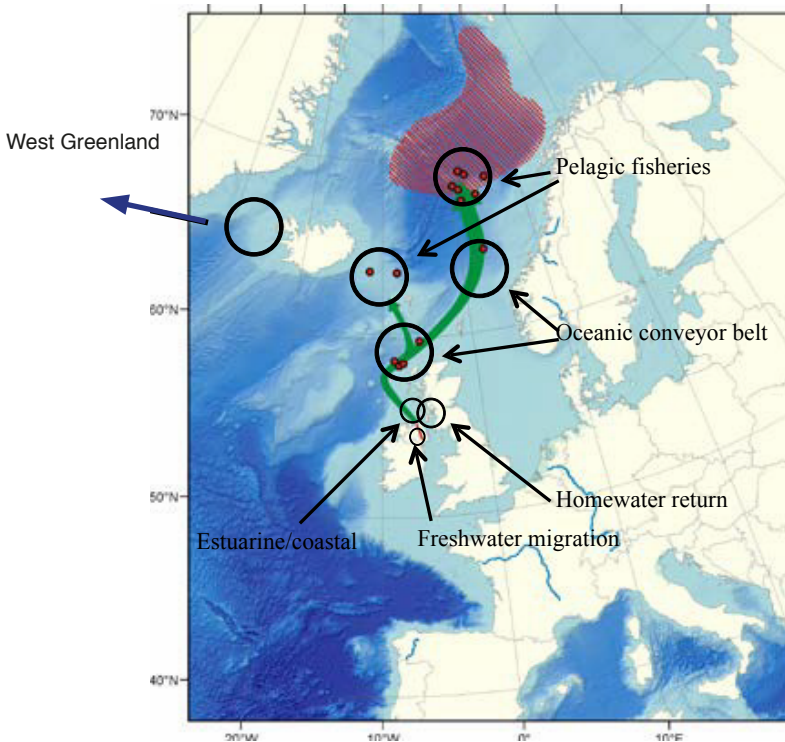 70°N
West Greenland
Pelagic fisheries
60°N
Oceanic conveyor belt
50°N
Homewater return
Estuarine/coastal
Freshwater migration
40°N
20°W
10°W
0°
10°E